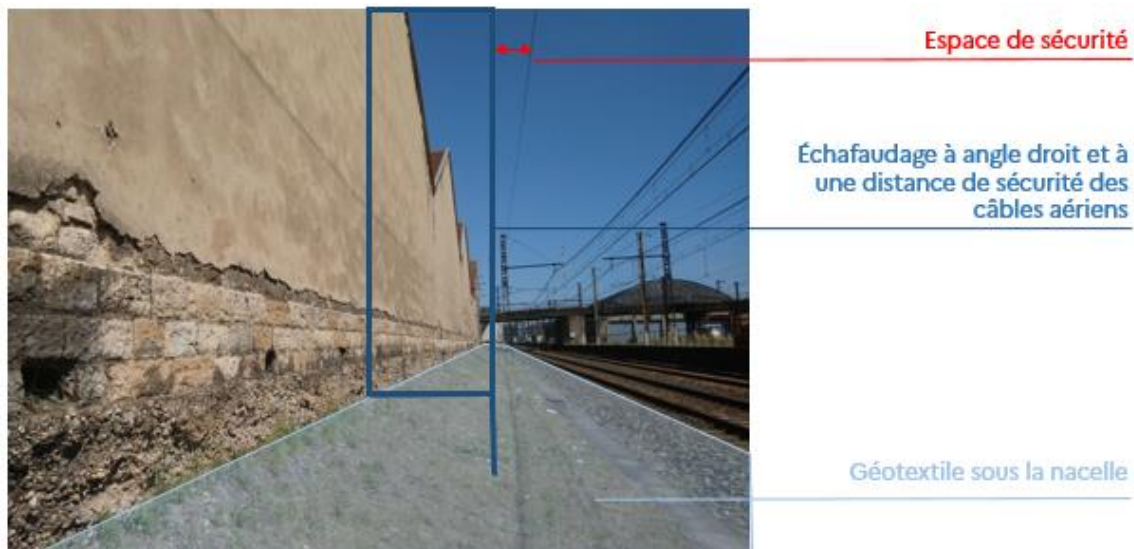 Espace de sécurité
Échafaudage à angle droit et à
une distance de sécurité des
câbles aériens
Géotextile sous la nacelle